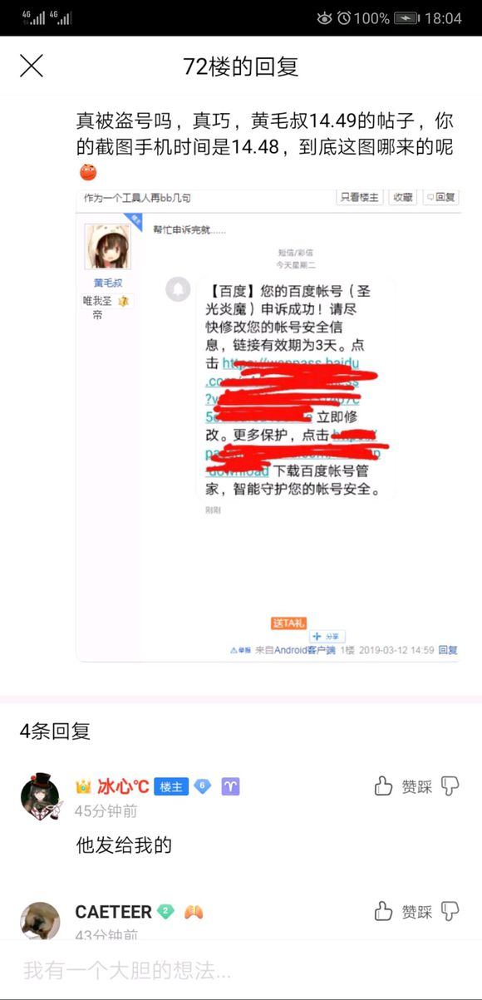 4G 4G 100% 18:04
72楼的回复
真被盗号吗，真巧，黄毛叔14.49的帖子，你
的截图手机时间是14.48，到底这图哪来的呢
作为一个工具人再bb几句 只看楼主 收藏 回复
楼主
帮忙申诉完就......
短信/彩信
今天星期二
黄毛叔
唯我圣 7
帝
【百度】您的百度帐号（圣
光炎魔）申诉成功！请尽
快修改您的帐号安全信
息，链接有效期为3天。点
击
立即修
改。更多保护，点击
下载百度帐号管
家，智能守护您的帐号安全。
刚刚
送TA礼
分享
举报 来自Android客户端 1楼 2019-03-12 14:59 回复
4条回复
冰心℃ 楼主 6 赞踩
45分钟前
他发给我的
CAETEER 2 赞踩
43分钟前
我有一个大胆的想法...